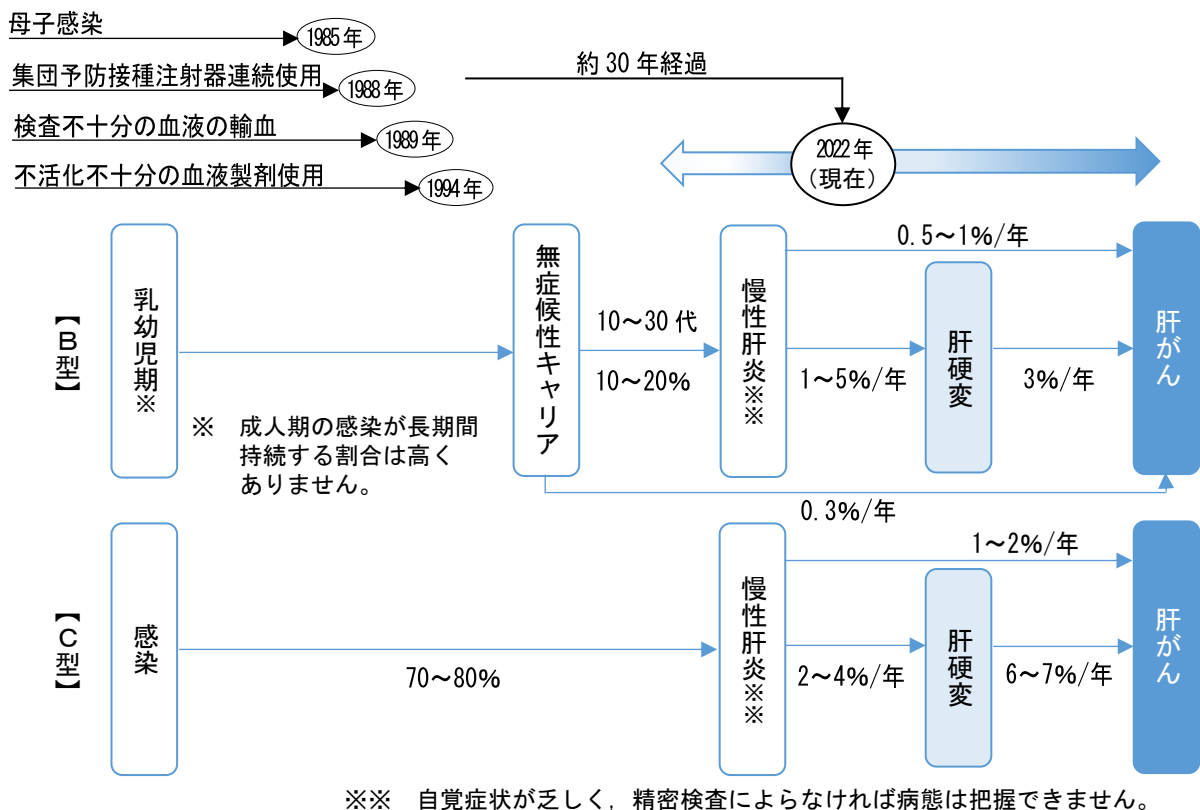 母子感染
1985年
集団予防接種注射器連続使用
1988年
検査不十分の血液の輸血
1989年
不活化不十分の血液製剤使用
1994年
約30年経過
2022年
（現在）
【B型】
乳幼児期※
※　成人期の感染が長期間
持続する割合は高く
ありません。
無症候性キャリア
10～30代
10～20%
慢性肝炎※※
0.5～1%/年
1～5%/年
肝硬変
3%/年
肝がん
0.3%/年
【C型】
感染
70～80%
慢性肝炎※※
1～2%/年
2～4%/年
肝硬変
6～7%/年
肝がん
※※　自覚症状が乏しく，精密検査によらなければ病態は把握できません。